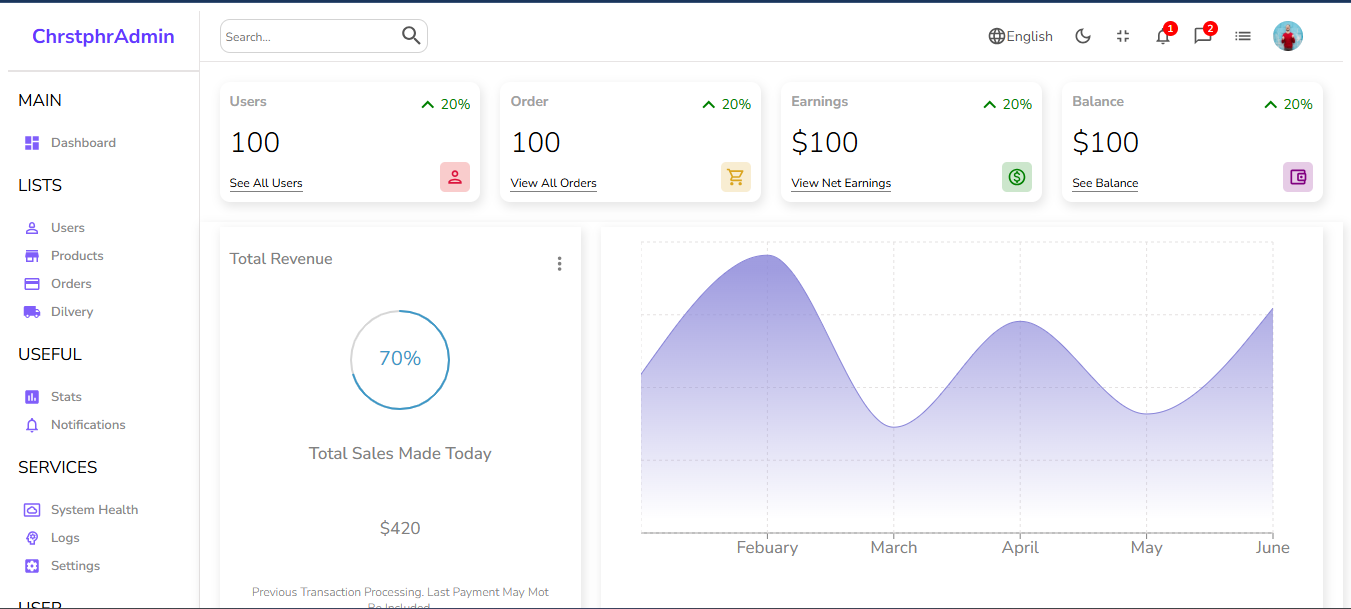 ChrstphrAdmin
Search...
English
1
2
MAIN
Dashboard
LISTS
Users
Products
Orders
Dilvery
USEFUL
Stats
Notifications
SERVICES
System Health
Logs
Settings
USER
Users
20%
100
See All Users
Order
20%
100
View All Orders
Earnings
20%
$100
View Net Earnings
Balance
20%
$100
See Balance
Total Revenue
70%
Total Sales Made Today
$420
Previous Transaction Processing. Last Payment May Mot
Be Included
Febuary
March
April
May
June